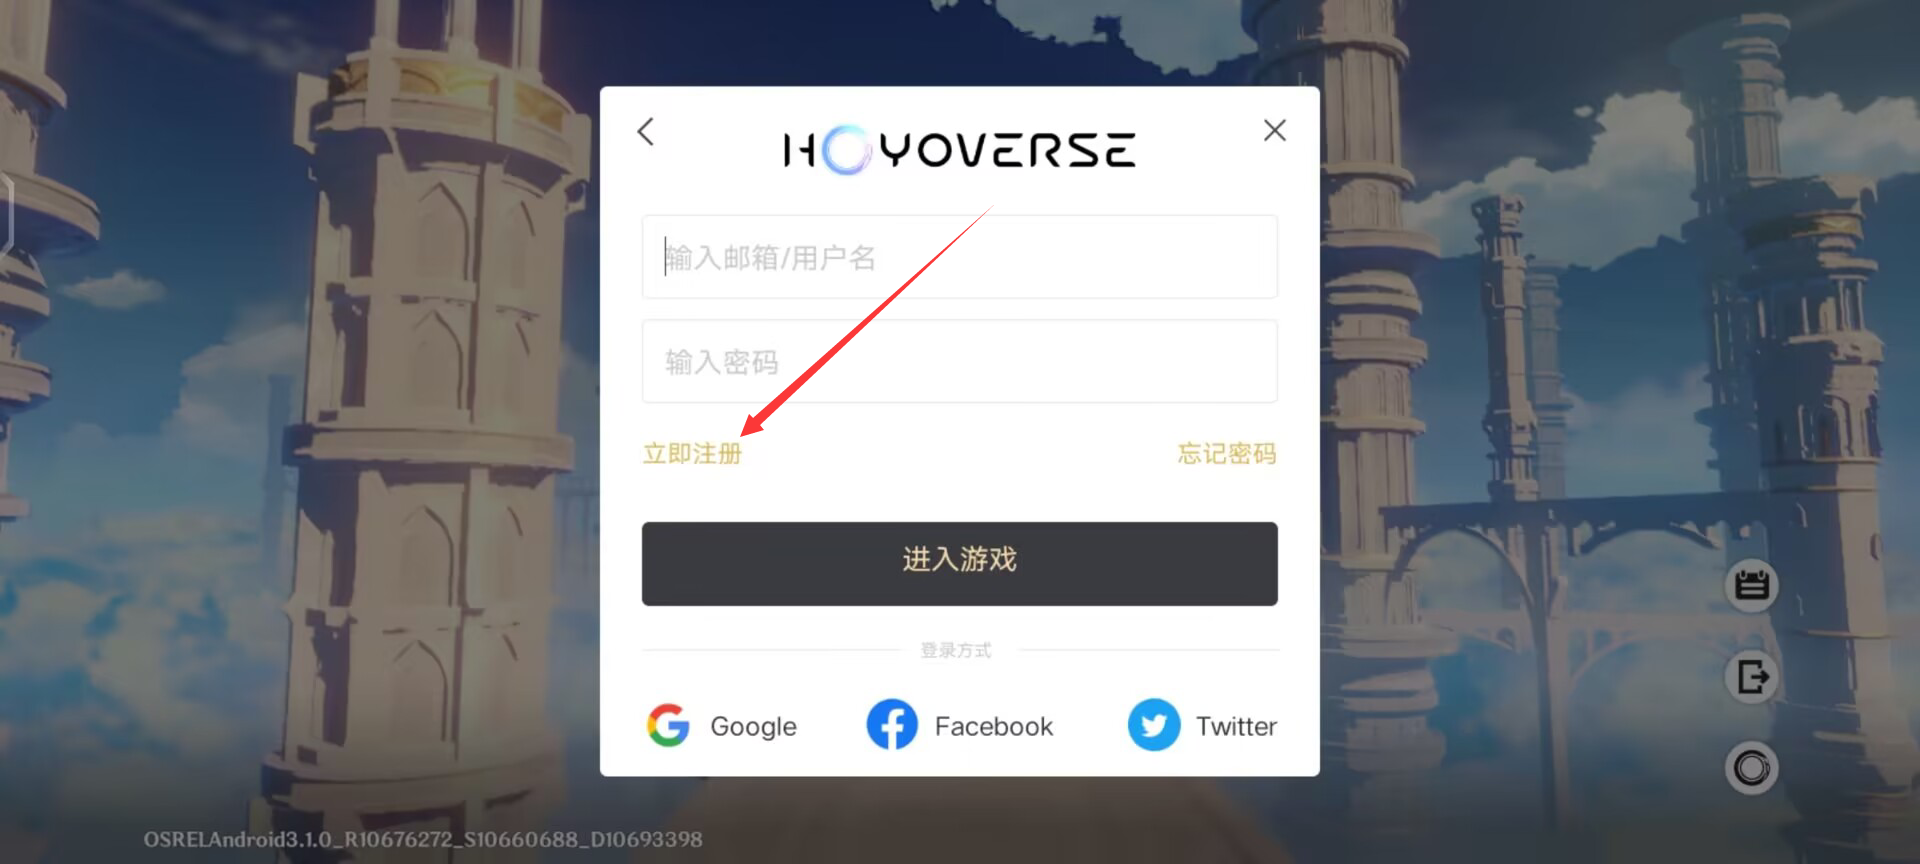 HOYOVERSE
输入邮箱/用户名
输入密码
立即注册
忘记密码
进入游戏
登录方式
Google
Facebook
Twitter
OSRELAndroid3.1.0_R10676272_S10660688_D10693398